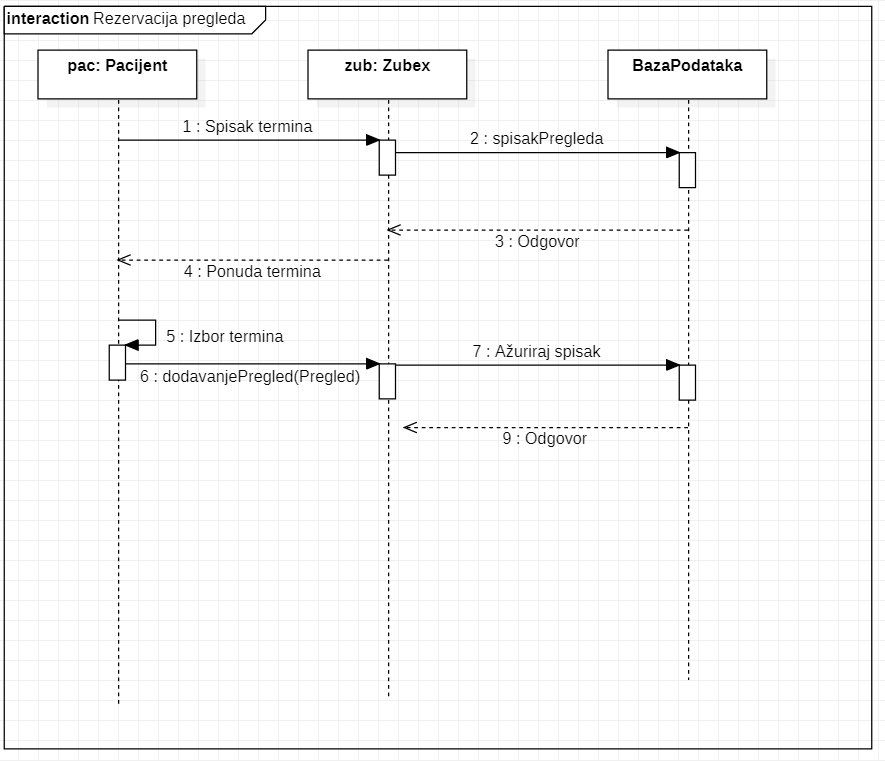 interaction Rezervacija pregleda
pac: Pacijent
zub: Zubex
BazaPodataka
1 : Spisak termina
2 : spisakPregleda
3 : Odgovor
4 : Ponuda termina
5 : Izbor termina
6 : dodavanjePregled(Pregled)
7 : Ažuriraj spisak
9 : Odgovor